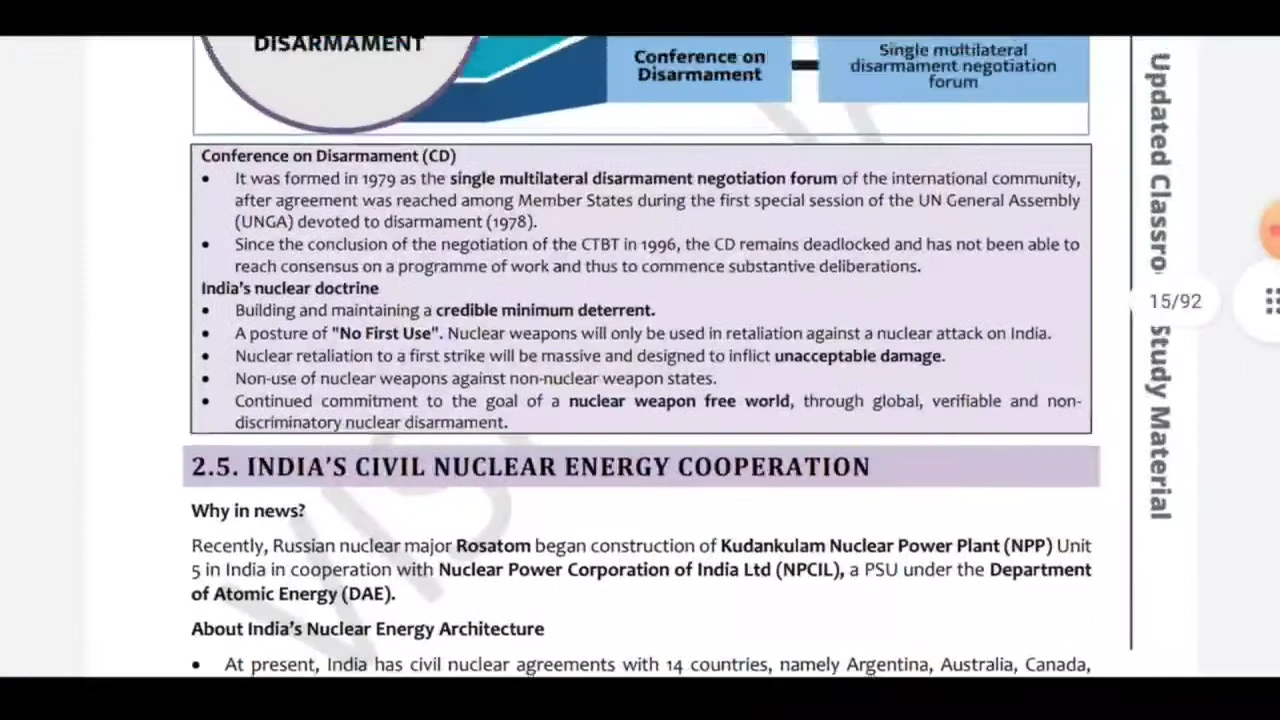 DISARMAMENT
Conference on
Disarmament
Single multilateral
disarmament negotiation
forum
Conference on Disarmament (CD)
• It was formed in 1979 as the single multilateral disarmament negotiation forum of the international community,
after agreement was reached among Member States during the first special session of the UN General Assembly
(UNGA) devoted to disarmament (1978).
• Since the conclusion of the negotiation of the CTBT in 1996, the CD remains deadlocked and has not been able to
reach consensus on a programme of work and thus to commence substantive deliberations.
India's nuclear doctrine
• Building and maintaining a credible minimum deterrent.
• A posture of "No First Use". Nuclear weapons will only be used in retaliation against a nuclear attack on India.
• Nuclear retaliation to a first strike will be massive and designed to inflict unacceptable damage.
• Non-use of nuclear weapons against non-nuclear weapon states.
• Continued commitment to the goal of a nuclear weapon free world, through global, verifiable and non-
discriminatory nuclear disarmament.
2.5. INDIA'S CIVIL NUCLEAR ENERGY COOPERATION
Why in news?
Recently, Russian nuclear major Rosatom began construction of Kudankulam Nuclear Power Plant (NPP) Unit
5 in India in cooperation with Nuclear Power Corporation of India Ltd (NPCIL), a PSU under the Department
of Atomic Energy (DAE).
About India's Nuclear Energy Architecture
• At present, India has civil nuclear agreements with 14 countries, namely Argentina, Australia, Canada,
Updated Classro
Study Material
15/92